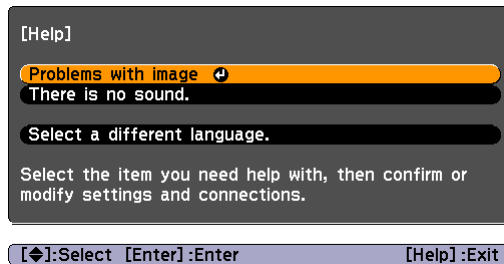 [Help]
Problems with image
There is no sound.
Select a different language.
Select the item you need help with, then confirm or
modify settings and connections.
[◆]:Select [Enter]:Enter [Help]:Exit